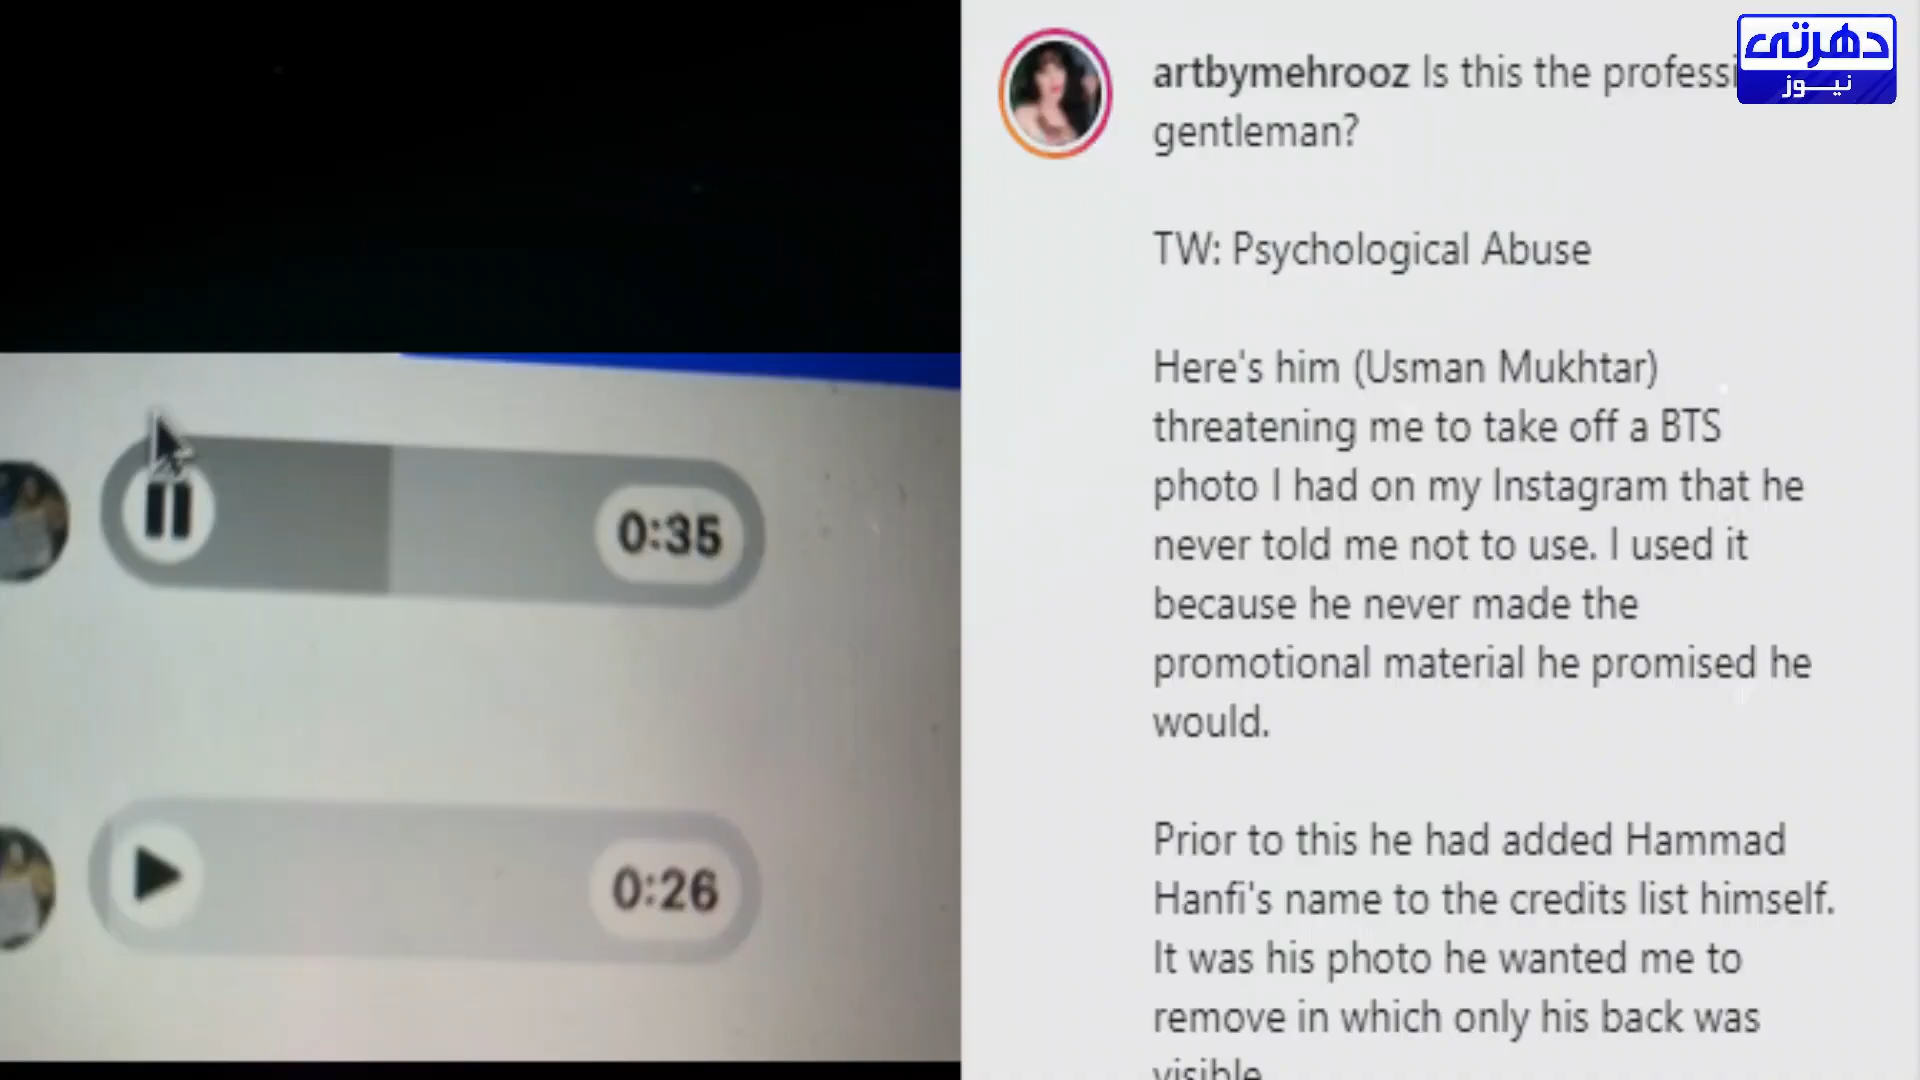 دھرتی
نیوز
artbymehrooz Is this the professi
gentleman?
TW: Psychological Abuse
Here's him (Usman Mukhtar)
threatening me to take off a BTS
photo I had on my Instagram that he
never told me not to use. I used it
because he never made the
promotional material he promised he
would.
Prior to this he had added Hammad
Hanfi's name to the credits list himself.
It was his photo he wanted me to
remove in which only his back was
visible
0:35
0:26